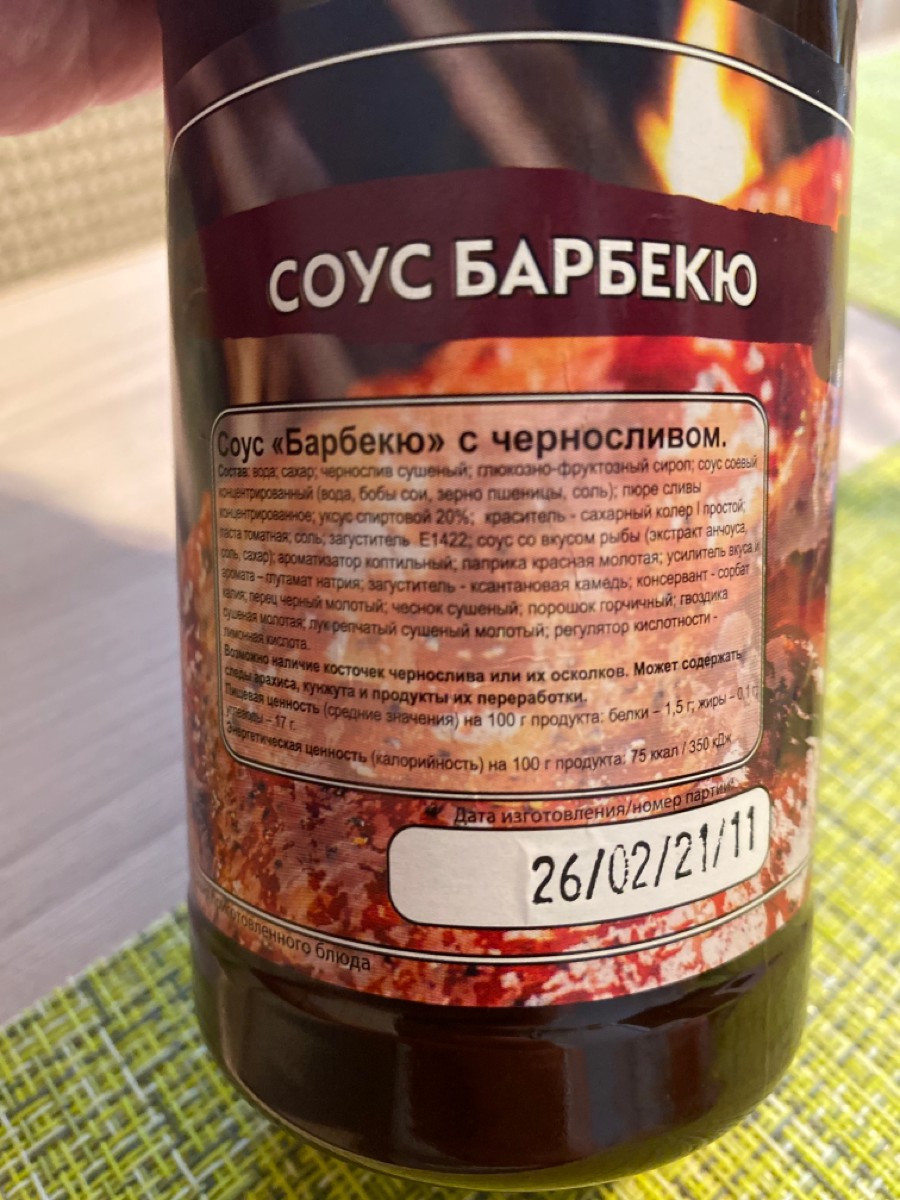 СОУС БАРБЕКЮ
Соус «Барбекю» с черносливом.
Состав: вода; сахар; чернослив сушеный; глюкозно-фруктозный сироп; соус соевый
концентрированный (вода, бобы сои, зерно пшеницы, соль); пюре сливы
концентрированное; уксус спиртовой 20%; краситель - сахарный колер I простой;
паста томатная; соль; загуститель Е1422; соус со вкусом рыбы (экстракт анчоуса,
соль, сахар); ароматизатор коптильный; паприка красная молотая; усилитель вкуса и
аромата – глутамат натрия; загуститель - ксантановая камедь; консервант - сорбат
калия; перец черный молотый; чеснок сушеный; порошок горчичный; гвоздика
сушеная молотая; лук репчатый сушеный молотый; регулятор кислотности -
лимонная кислота.
Возможно наличие косточек чернослива или их осколков. Может содержать
следы арахиса, кунжута и продукты их переработки.
Пищевая ценность (средние значения) на 100 г продукта: белки – 1,5 г; жиры – 0,1 г;
углеводы – 17 г.
Энергетическая ценность (калорийность) на 100 г продукта: 75 ккал / 350 кДж
Дата изготовления/номер партии:
26/02/21/11
приготовленного блюда